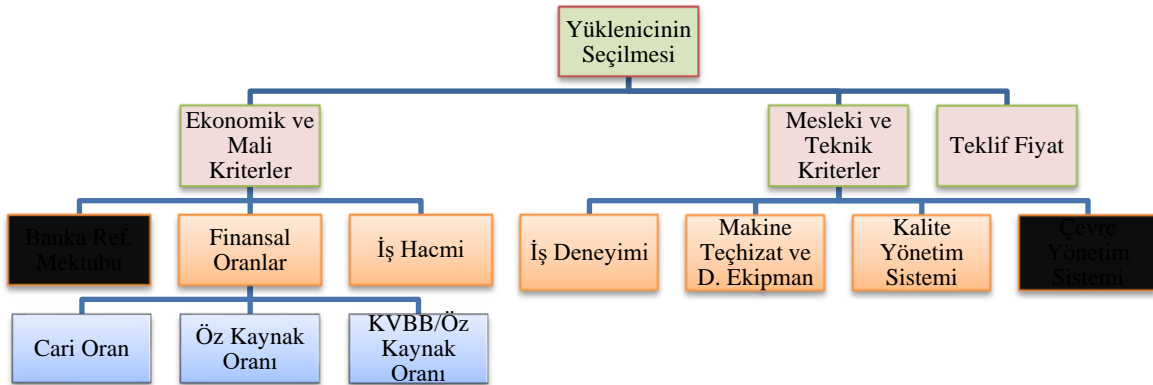 Yüklenicinin
Seçilmesi
Ekonomik ve
Mali
Kriterler
Mesleki ve
Teknik
Kriterler
Teklif Fiyat
Banka Ref.
Mektubu
Finansal
Oranlar
İş Hacmi
İş Deneyimi
Makine
Teçhizat ve
D. Ekipman
Kalite
Yönetim
Sistemi
Çevre
Yönetim
Sistemi
Cari Oran
Öz Kaynak
Oranı
KVBB/Öz
Kaynak
Oranı